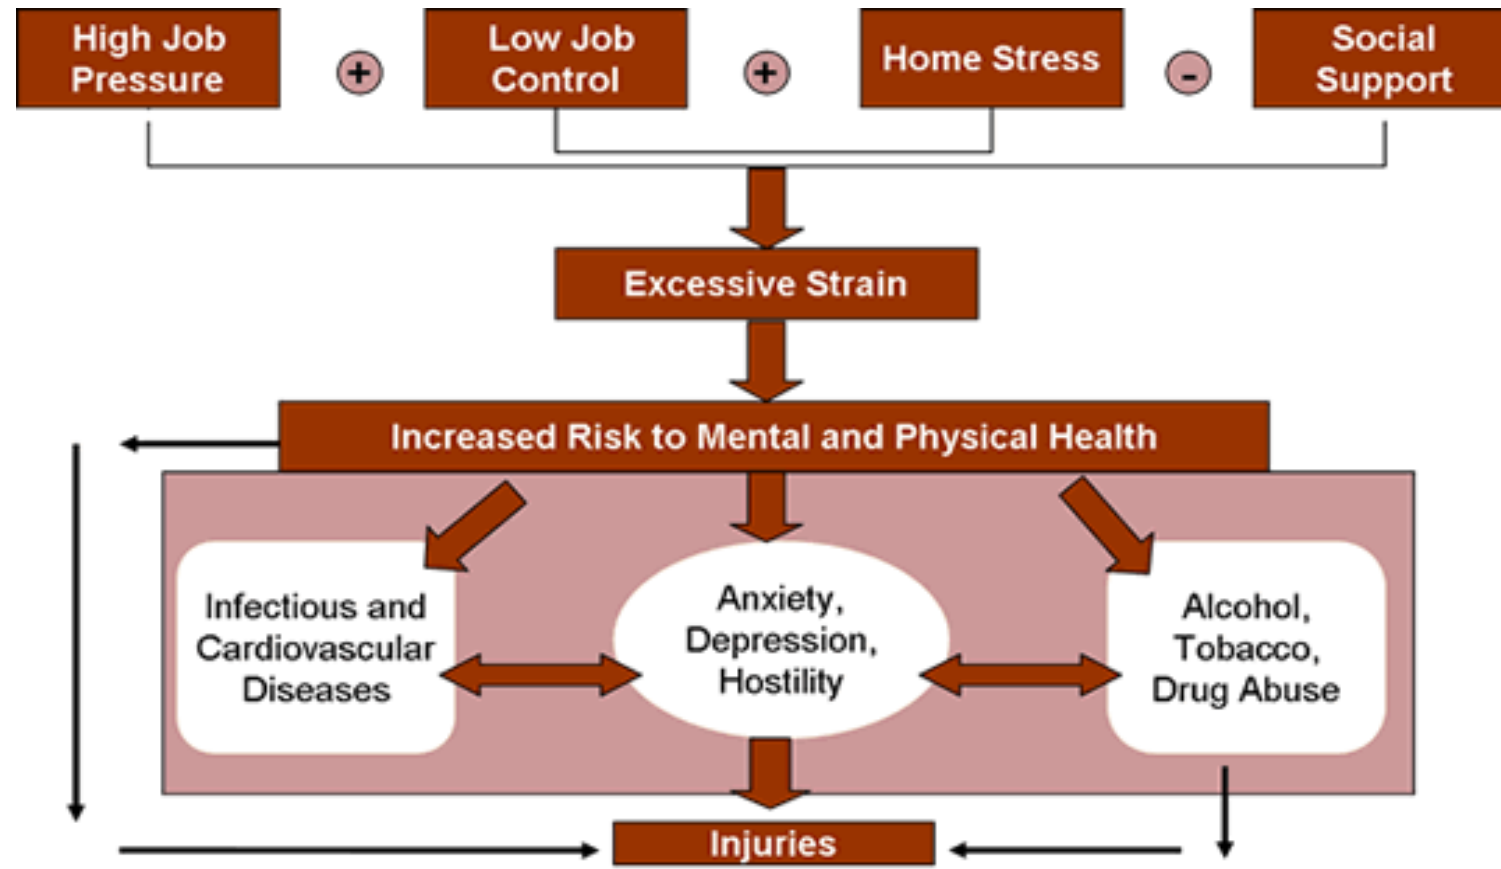 High Job
Pressure
+
Low Job
Control
+
Home Stress
-
Social
Support
Excessive Strain
Increased Risk to Mental and Physical Health
Infectious and
Cardiovascular
Diseases
Anxiety,
Depression,
Hostility
Alcohol,
Tobacco,
Drug Abuse
Injuries